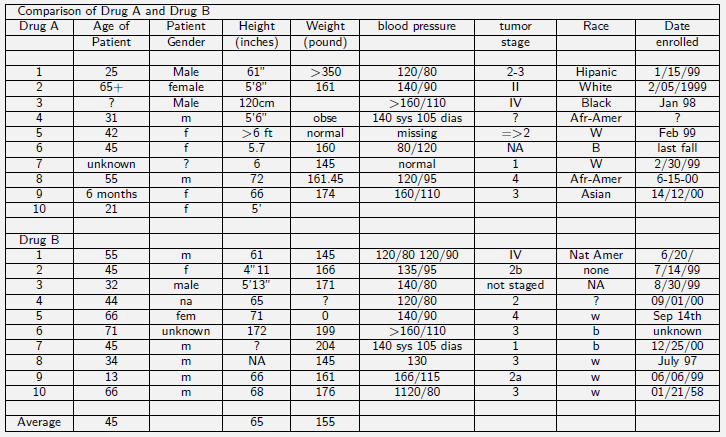 Comparison of Drug A and Drug B
Drug A Age of Patient Height Weight blood pressure tumor Race Date
Patient Gender (inches) (pound) stage enrolled
1 25 Male 61" >350 120/80 2-3 Hipanic 1/15/99
2 65+ female 5'8" 161 140/90 II White 2/05/1999
3 ? Male 120cm >160/110 IV Black Jan 98
4 31 m 5'6" obse 140 sys 105 dias ? Afr-Amer ?
5 42 f >6 ft normal missing =>2 W Feb 99
6 45 f 5.7 160 80/120 NA B last fall
7 unknown ? 6 145 normal 1 W 2/30/99
8 55 m 72 161.45 120/95 4 Afr-Amer 6-15-00
9 6 months f 66 174 160/110 3 Asian 14/12/00
10 21 f 5'
Drug B
1 55 m 61 145 120/80 120/90 IV Nat Amer 6/20/
2 45 f 4"11 166 135/95 2b none 7/14/99
3 32 male 5'13" 171 140/80 not staged NA 8/30/99
4 44 na 65 ? 120/80 2 ? 09/01/00
5 66 fem 71 0 140/90 4 w Sep 14th
6 71 unknown 172 199 >160/110 3 b unknown
7 45 m ? 204 140 sys 105 dias 1 b 12/25/00
8 34 m NA 145 130 3 w July 97
9 13 m 66 161 166/115 2a w 06/06/99
10 66 m 68 176 1120/80 3 w 01/21/58
Average 45 65 155